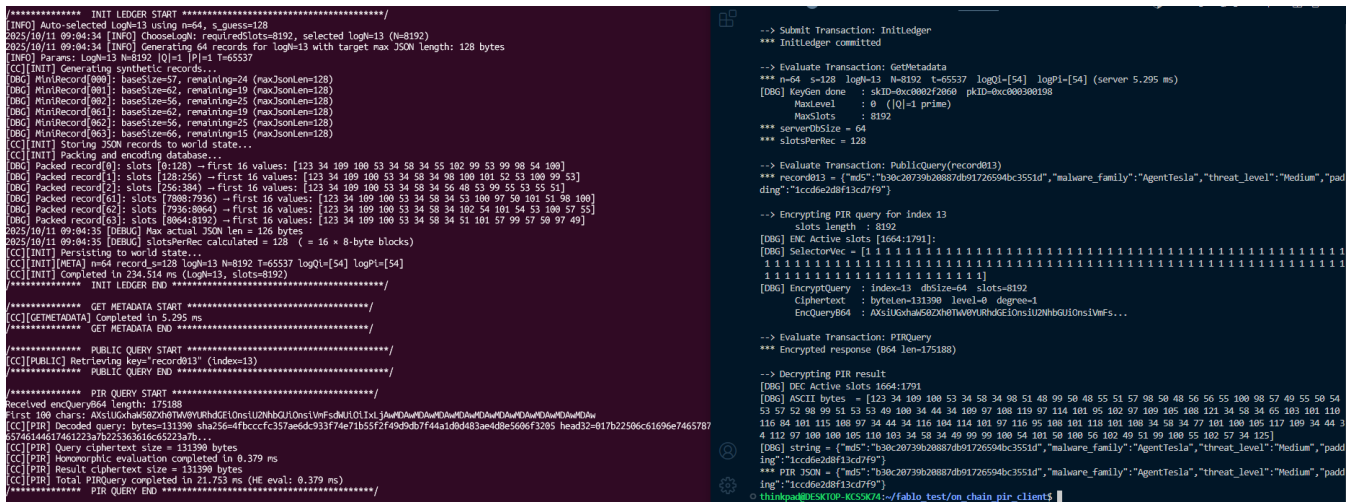 /************** INIT LEDGER START ****************************************/
[INFO] Auto-selected LogN=13 using n=64, s_guess=128
2025/10/11 09:04:34 [INFO] ChooseLogN: requiredSlots=8192, selected logN=13 (N=8192)
2025/10/11 09:04:34 [INFO] Generating 64 records for logN=13 with target max JSON length: 128 bytes
[INFO] Params: LogN=13 N=8192 |Q|=1 |P|=1 T=65537
[CC][INIT] Generating synthetic records...
[DBG] MiniRecord[000]: baseSize=57, remaining=24 (maxJsonLen=128)
[DBG] MiniRecord[001]: baseSize=62, remaining=19 (maxJsonLen=128)
[DBG] MiniRecord[002]: baseSize=56, remaining=25 (maxJsonLen=128)
[DBG] MiniRecord[061]: baseSize=62, remaining=19 (maxJsonLen=128)
[DBG] MiniRecord[062]: baseSize=56, remaining=25 (maxJsonLen=128)
[DBG] MiniRecord[063]: baseSize=66, remaining=15 (maxJsonLen=128)
[CC][INIT] Storing JSON records to world state...
[CC][INIT] Packing and encoding database...
[DBG] Packed record[0]: slots [0:128) → first 16 values: [123 34 109 100 53 34 58 34 55 102 99 53 99 98 54 100]
[DBG] Packed record[1]: slots [128:256) → first 16 values: [123 34 109 100 53 34 58 34 98 100 101 52 53 100 99 53]
[DBG] Packed record[2]: slots [256:384) → first 16 values: [123 34 109 100 53 34 58 34 56 48 53 99 55 53 55 51]
[DBG] Packed record[61]: slots [7808:7936) → first 16 values: [123 34 109 100 53 34 58 34 53 100 97 50 101 51 98 100]
[DBG] Packed record[62]: slots [7936:8064) → first 16 values: [123 34 109 100 53 34 58 34 102 54 101 54 53 100 57 55]
[DBG] Packed record[63]: slots [8064:8192) → first 16 values: [123 34 109 100 53 34 58 34 51 101 57 99 57 50 97 49]
2025/10/11 09:04:35 [DEBUG] Max actual JSON len = 126 bytes
2025/10/11 09:04:35 [DEBUG] slotsPerRec calculated = 128 ( = 16 × 8-byte blocks)
[CC][INIT] Persisting to world state...
[CC][INIT][META] n=64 record_s=128 logN=13 N=8192 T=65537 logQi=[54] logPi=[54]
[CC][INIT] Completed in 234.514 ms (LogN=13, slots=8192)
/************** INIT LEDGER END ******************************************/
/************** GET METADATA START *************************************/
[CC][GETMETADATA] Completed in 5.295 ms
/************** GET METADATA END ***************************************/
/************** PUBLIC QUERY START *****************************************/
[CC][PUBLIC] Retrieving key="record013" (index=13)
/************** PUBLIC QUERY END *******************************************/
/************** PIR QUERY START *****************************************/
Received encQueryB64 length: 175188
[CC][PIR] Query ciphertext size = 131390 bytes
[CC][PIR] Homomorphic evaluation completed in 0.379 ms
[CC][PIR] Result ciphertext size = 131390 bytes
[CC][PIR] Total PIRQuery completed in 21.753 ms (HE eval: 0.379 ms)
/************** PIR QUERY END *******************************************/
--> Submit Transaction: InitLedger
*** InitLedger committed
--> Evaluate Transaction: GetMetadata
*** n=64 s=128 logN=13 N=8192 t=65537 logQi=[54] logPi=[54] (server 5.295 ms)
[DBG] KeyGen done : skID=0xc0002f2060 pkID=0xc000300198
MaxLevel : 0 (|Q|=1 prime)
MaxSlots : 8192
*** serverDbSize = 64
*** slotsPerRec = 128
--> Evaluate Transaction: PublicQuery(record013)
*** record013 = {"md5":"b30c20739b20887db91726594bc3551d","malware_family":"AgentTesla","threat_level":"Medium","pad
ding":"1ccd6e2d8f13cd7f9"}
--> Encrypting PIR query for index 13
slots length : 8192
[DBG] ENC Active slots [1664:1791]:
[DBG] SelectorVec = [1 1 1 1 1 1 1 1 1 1 1 1 1 1 1 1 1 1 1 1 1 1 1 1 1 1 1 1 1 1 1 1 1 1 1 1 1 1 1 1 1 1 1 1 1 1 1 1
1 1 1 1 1 1 1 1 1 1 1 1 1 1 1 1 1 1 1 1 1 1 1 1 1 1 1 1 1 1 1 1 1 1 1 1 1 1 1 1 1 1 1 1 1 1 1 1 1 1 1 1 1 1 1 1 1 1
1 1 1 1 1 1 1 1 1 1 1 1 1 1 1 1 1 1 1 1 1 1]
[DBG] EncryptQuery : index=13 dbSize=64 slots=8192
Ciphertext : byteLen=131390 level=0 degree=1
EncQueryB64 : AXsiUGxhaW50ZXh0TWV0YURhdGEiOnsiU2NhbGUiOnsiVmFs...
--> Evaluate Transaction: PIRQuery
*** Encrypted response (B64 len=175188)
--> Decrypting PIR result
[DBG] DEC Active slots 1664:1791
[DBG] ASCII bytes = [123 34 109 100 53 34 58 34 98 51 48 99 50 48 55 51 57 98 50 48 56 56 55 100 98 57 49 55 50 54
53 57 52 98 99 51 53 53 49 100 34 44 34 109 97 108 119 97 114 101 95 102 97 109 105 108 121 34 58 34 65 103 101 110
116 84 101 115 108 97 34 44 34 116 104 114 101 97 116 95 108 101 118 101 108 34 58 34 77 101 100 105 117 109 34 44 3
4 112 97 100 100 105 110 103 34 58 34 49 99 99 100 54 101 50 100 56 102 49 51 99 100 55 102 57 34 125]
[DBG] string = {"md5":"b30c20739b20887db91726594bc3551d","malware_family":"AgentTesla","threat_level":"Medium","padd
ing":"1ccd6e2d8f13cd7f9"}
*** PIR JSON = {"md5":"b30c20739b20887db91726594bc3551d","malware_family":"AgentTesla","threat_level":"Medium","padd
ing":"1ccd6e2d8f13cd7f9"}
thinkpad@DESKTOP-KCS5K74:~/fablo_test/on_chain_pir_client$